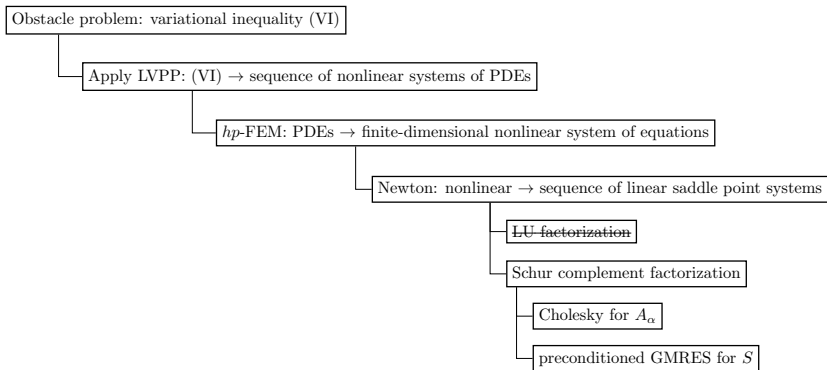 Obstacle problem: variational inequality (VI)
Apply LVPP: (VI) → sequence of nonlinear systems of PDEs
hp-FEM: PDEs → finite-dimensional nonlinear system of equations
Newton: nonlinear → sequence of linear saddle point systems
LU factorization
Schur complement factorization
Cholesky for A_α
preconditioned GMRES for S